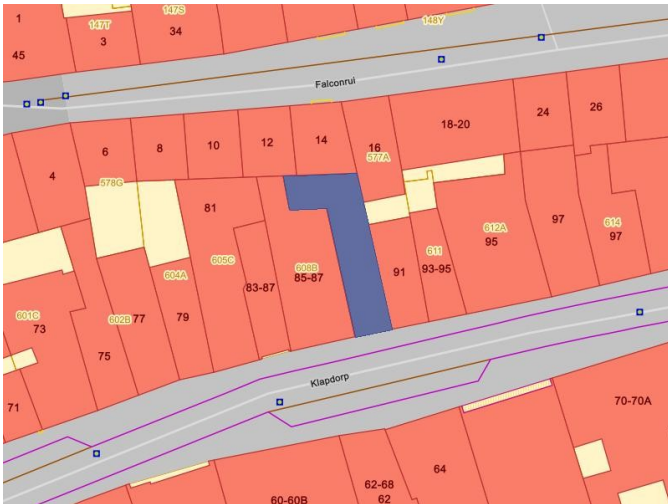 1
147T
147S
148Y
3
34
45
Falconrui
18-20
24
26
4
6
8
10
12
14
16
577A
578G
81
97
612A
614
611
95
97
608B
85-87
605C
91
93-95
604A
83-87
601C
73
602B
77
79
75
71
Klapdorp
70-70A
64
62-68
62
60-60B